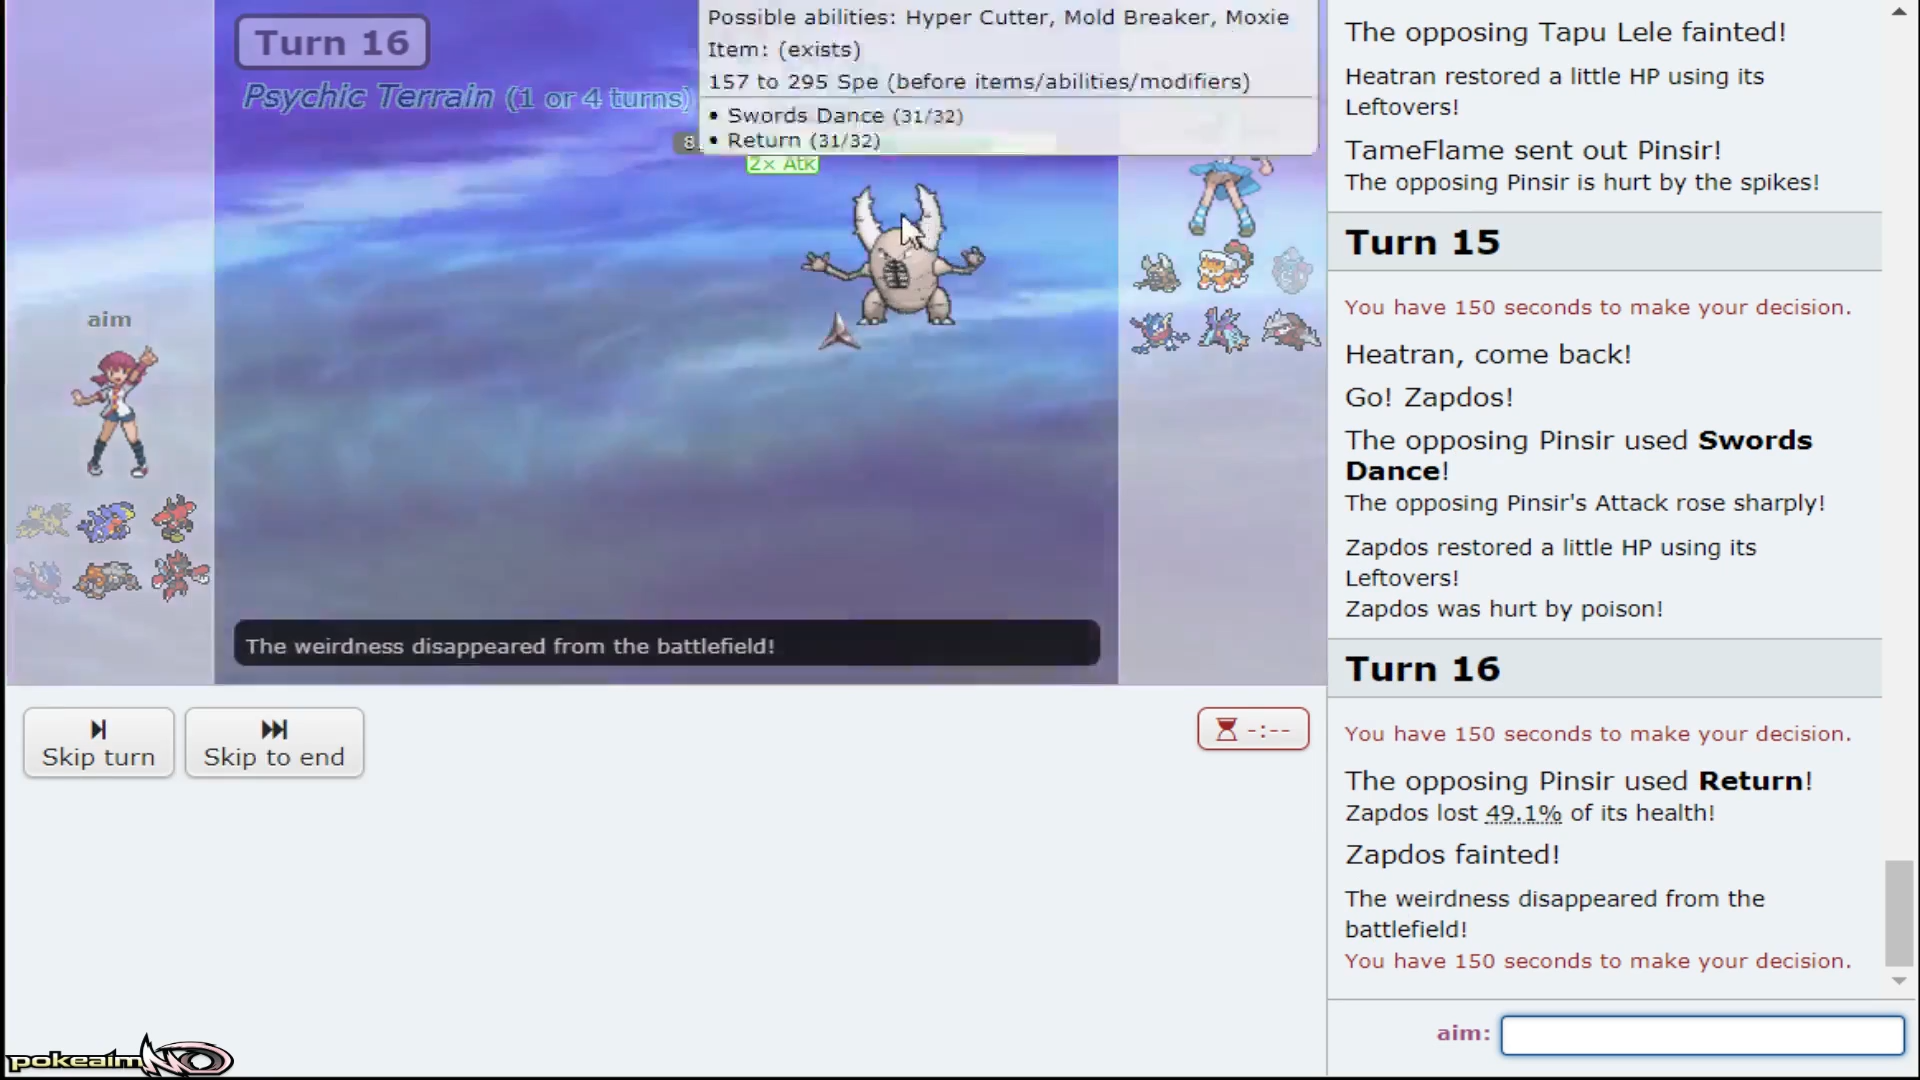 Turn 16
Psychic Terrain (1 or 4 turns)
Possible abilities: Hyper Cutter, Mold Breaker, Moxie
Item: (exists)
157 to 295 Spe (before items/abilities/modifiers)
• Swords Dance (31/32)
• Return (31/32)
2× Atk
aim
The weirdness disappeared from the battlefield!
Skip turn
Skip to end
-:--
pokeaimMD
The opposing Tapu Lele fainted!
Heatran restored a little HP using its
Leftovers!
TameFlame sent out Pinsir!
The opposing Pinsir is hurt by the spikes!
Turn 15
You have 150 seconds to make your decision.
Heatran, come back!
Go! Zapdos!
The opposing Pinsir used Swords
Dance!
The opposing Pinsir's Attack rose sharply!
Zapdos restored a little HP using its
Leftovers!
Zapdos was hurt by poison!
Turn 16
You have 150 seconds to make your decision.
The opposing Pinsir used Return!
Zapdos lost 49.1% of its health!
Zapdos fainted!
The weirdness disappeared from the
battlefield!
You have 150 seconds to make your decision.
aim: